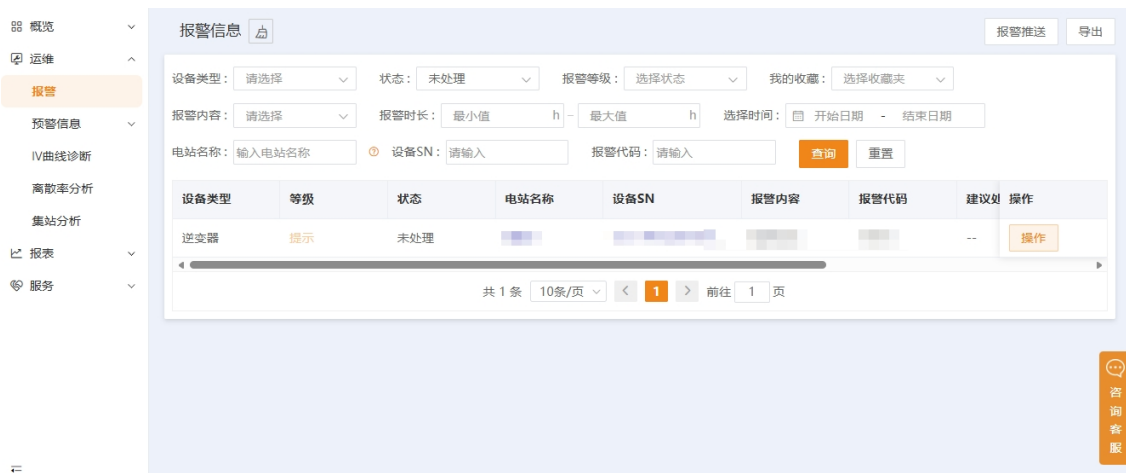 概览
运维
报警
预警信息
IV曲线诊断
离散率分析
集站分析
报表
服务
报警信息
报警推送 导出
设备类型: 请选择 状态: 未处理 报警等级: 选择状态 我的收藏: 选择收藏夹
报警内容: 请选择 报警时长: 最小值 h - 最大值 h 选择时间: 开始日期 - 结束日期
电站名称: 输入电站名称 设备SN: 请输入 报警代码: 请输入 查询 重置
设备类型 等级 状态 电站名称 设备SN 报警内容 报警代码 建议处 操作
逆变器 提示 未处理 -- 操作
共 1 条 10条/页 < 1 > 前往 1 页
咨询客服